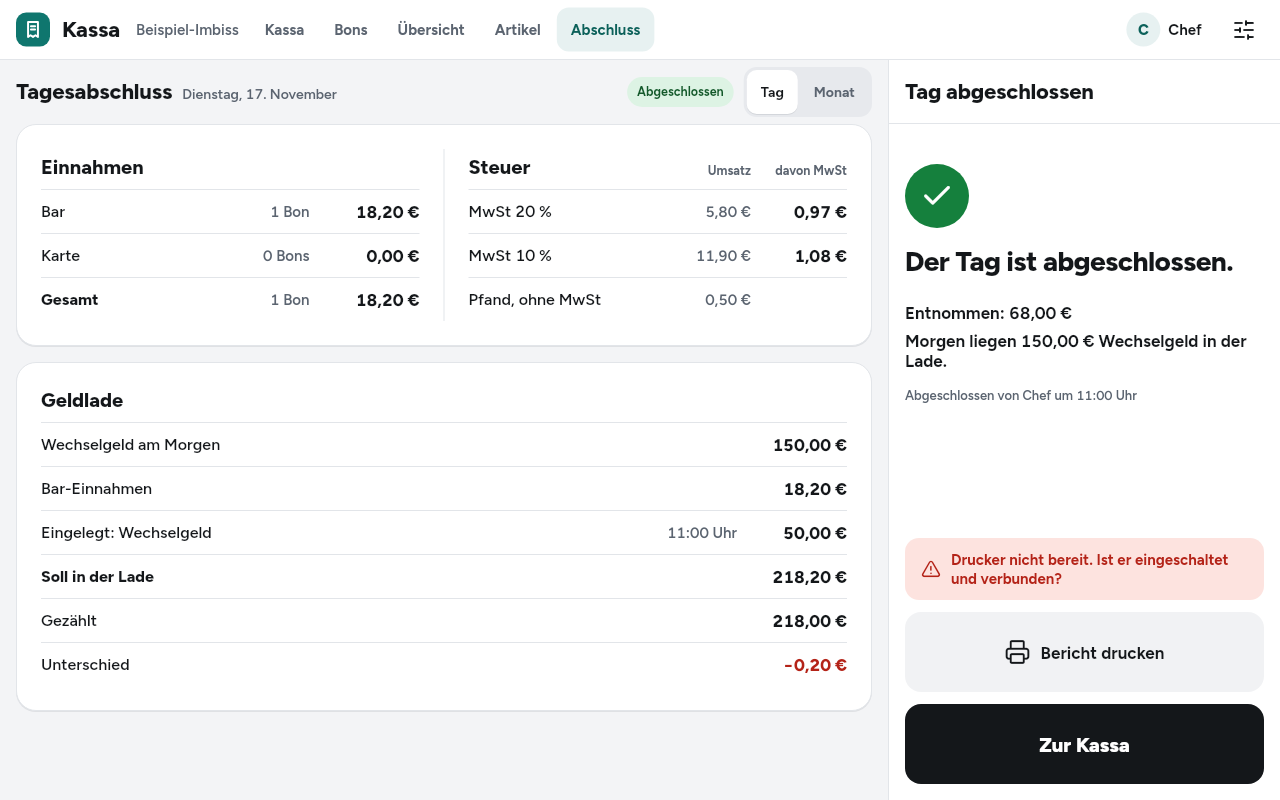 Kassa Beispiel-Imbiss Kassa Bons Übersicht Artikel Abschluss C Chef
Tagesabschluss Dienstag, 17. November Abgeschlossen Tag Monat
Einnahmen
Bar 1 Bon 18,20 €
Karte 0 Bons 0,00 €
Gesamt 1 Bon 18,20 €
Steuer Umsatz davon MwSt
MwSt 20 % 5,80 € 0,97 €
MwSt 10 % 11,90 € 1,08 €
Pfand, ohne MwSt 0,50 €
Geldlade
Wechselgeld am Morgen 150,00 €
Bar-Einnahmen 18,20 €
Eingelegt: Wechselgeld 11:00 Uhr 50,00 €
Soll in der Lade 218,20 €
Gezählt 218,00 €
Unterschied −0,20 €
Tag abgeschlossen
Der Tag ist abgeschlossen.
Entnommen: 68,00 €
Morgen liegen 150,00 € Wechselgeld in der
Lade.
Abgeschlossen von Chef um 11:00 Uhr
Drucker nicht bereit. Ist er eingeschaltet
und verbunden?
Bericht drucken
Zur Kassa